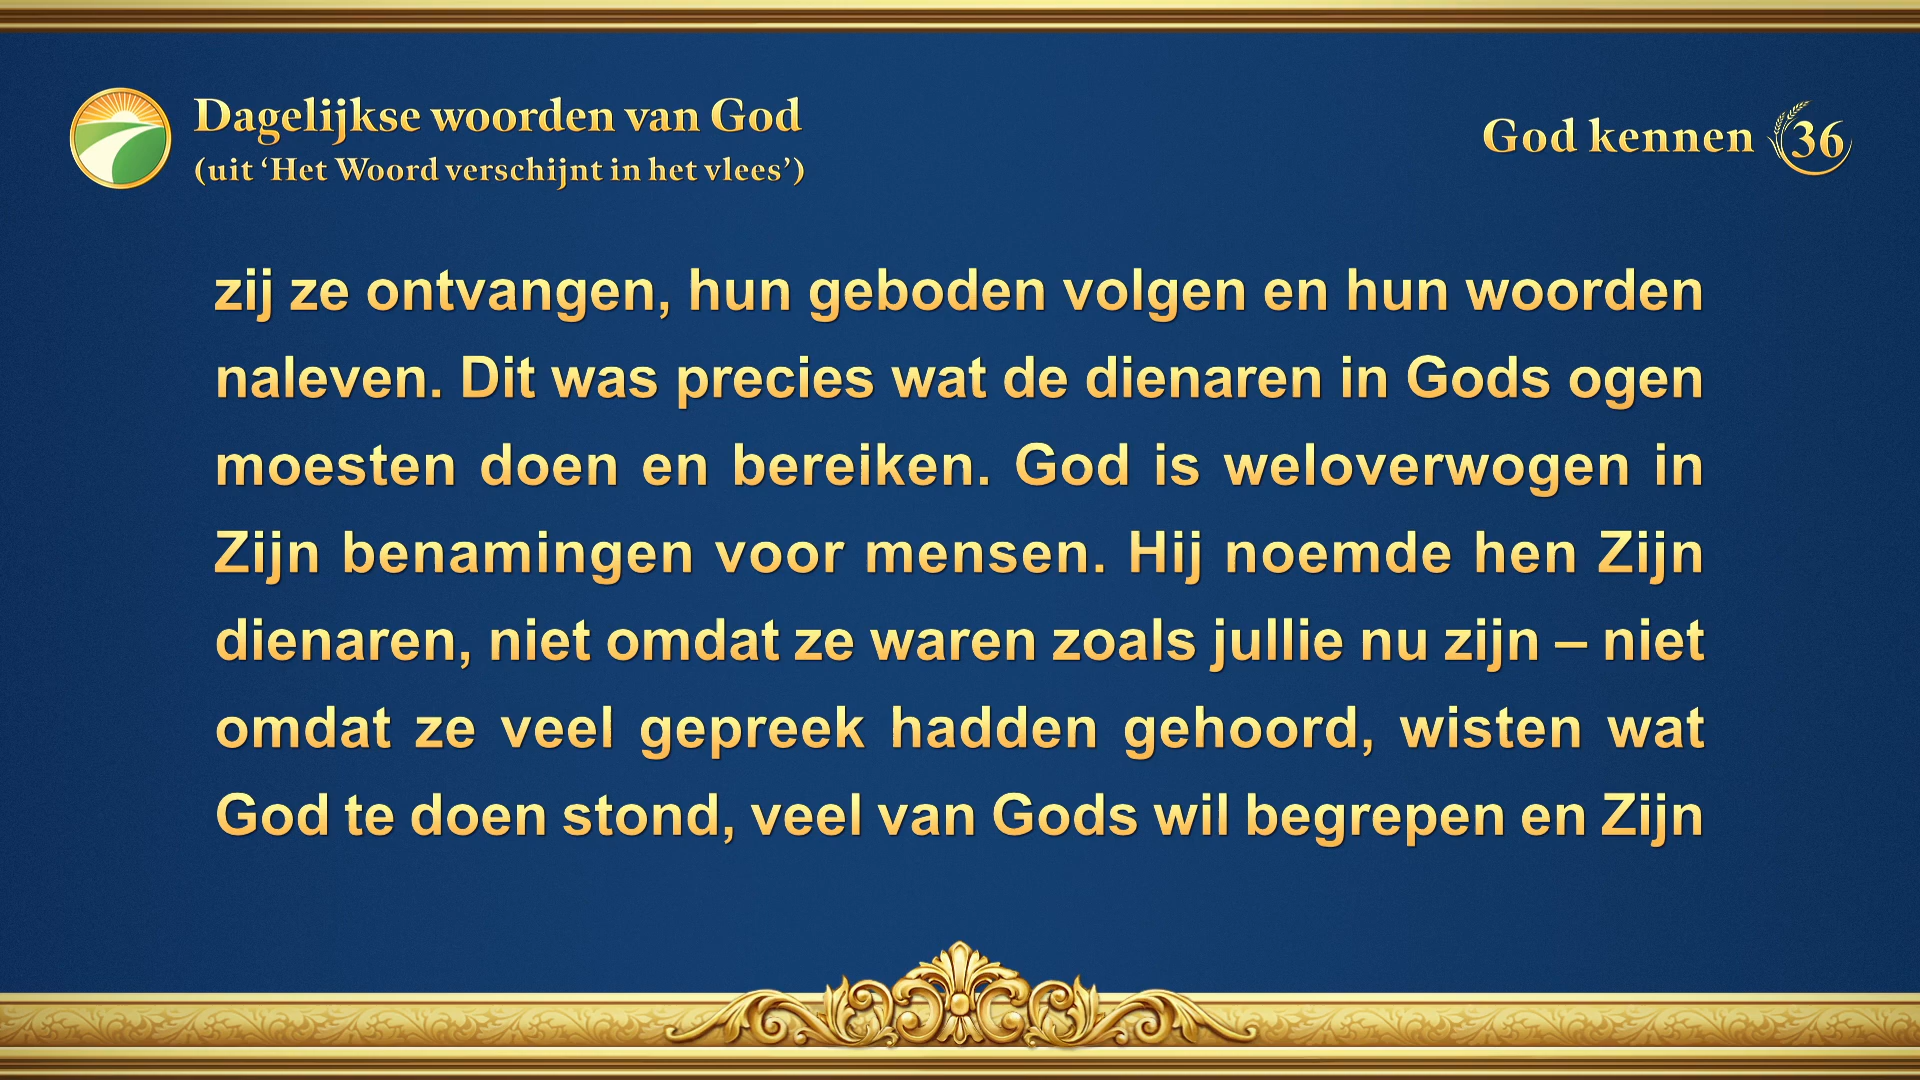 Dagelijkse woorden van God
(uit ‘Het Woord verschijnt in het vlees’)
God kennen 36
zij ze ontvangen, hun geboden volgen en hun woorden
naleven. Dit was precies wat de dienaren in Gods ogen
moesten doen en bereiken. God is weloverwogen in
Zijn benamingen voor mensen. Hij noemde hen Zijn
dienaren, niet omdat ze waren zoals jullie nu zijn – niet
omdat ze veel gepreek hadden gehoord, wisten wat
God te doen stond, veel van Gods wil begrepen en Zijn